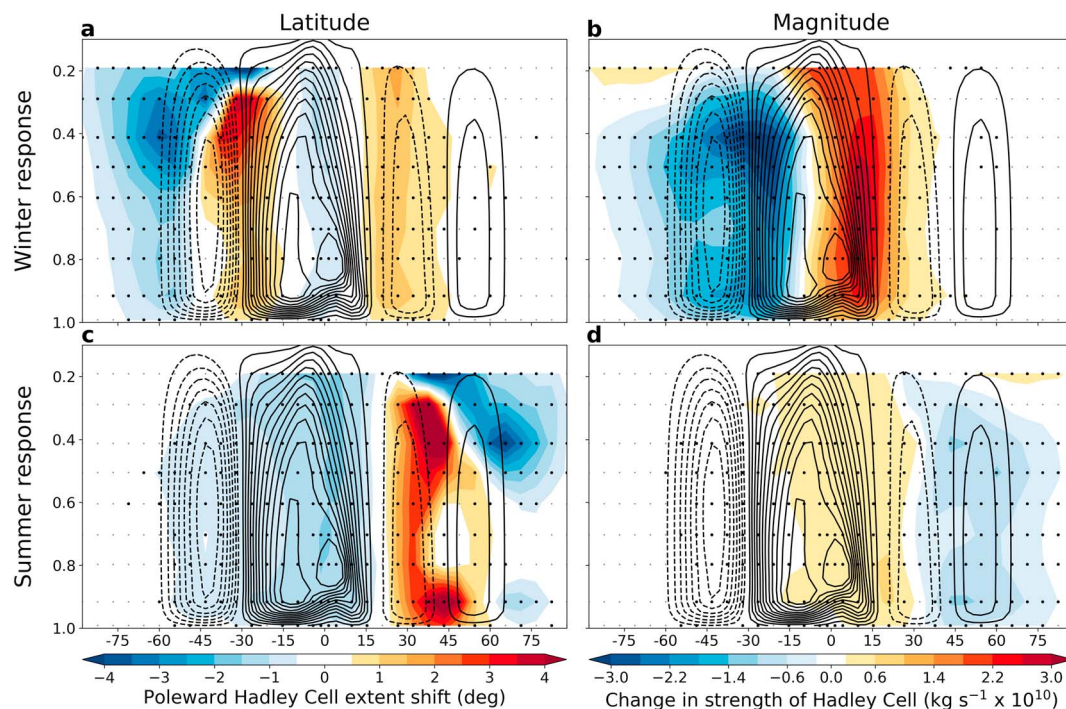 Latitude
Magnitude
a
b
Winter response
0.2
0.4
0.6
0.8
1.0
c
d
Summer response
0.2
0.4
0.6
0.8
1.0
-75 -60 -45 -30 -15 0 15 30 45 60 75
-75 -60 -45 -30 -15 0 15 30 45 60 75
−4 −3 −2 −1 0 1 2 3 4
Poleward Hadley Cell extent shift (deg)
−3.0 −2.2 −1.4 −0.6 0.0 0.6 1.4 2.2 3.0
Change in strength of Hadley Cell (kg s⁻¹ x 10¹⁰)